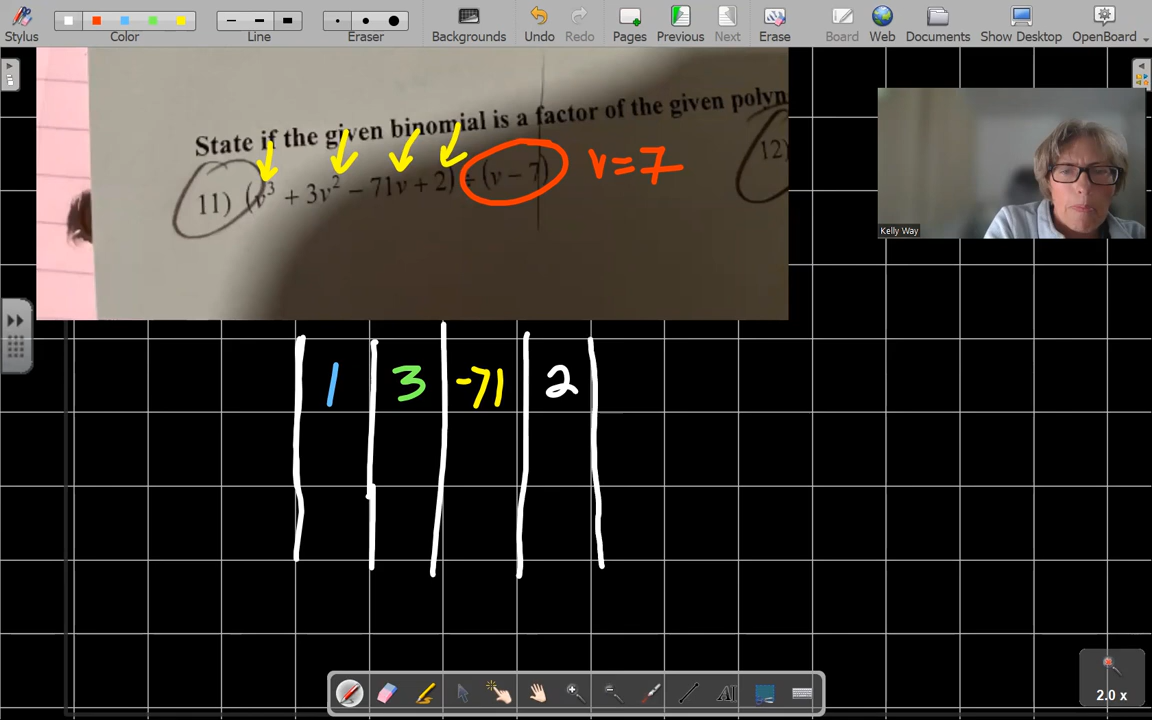 Stylus Color Line Eraser Backgrounds Undo Redo Pages Previous Next Erase Board Web Documents Show Desktop OpenBoard
State if the given binomial is a factor of the given polyn
11) (v³ + 3v² − 71v + 2) ÷ (v − 7) v=7 12)
Kelly Way
1 3 -71 2
2.0 x